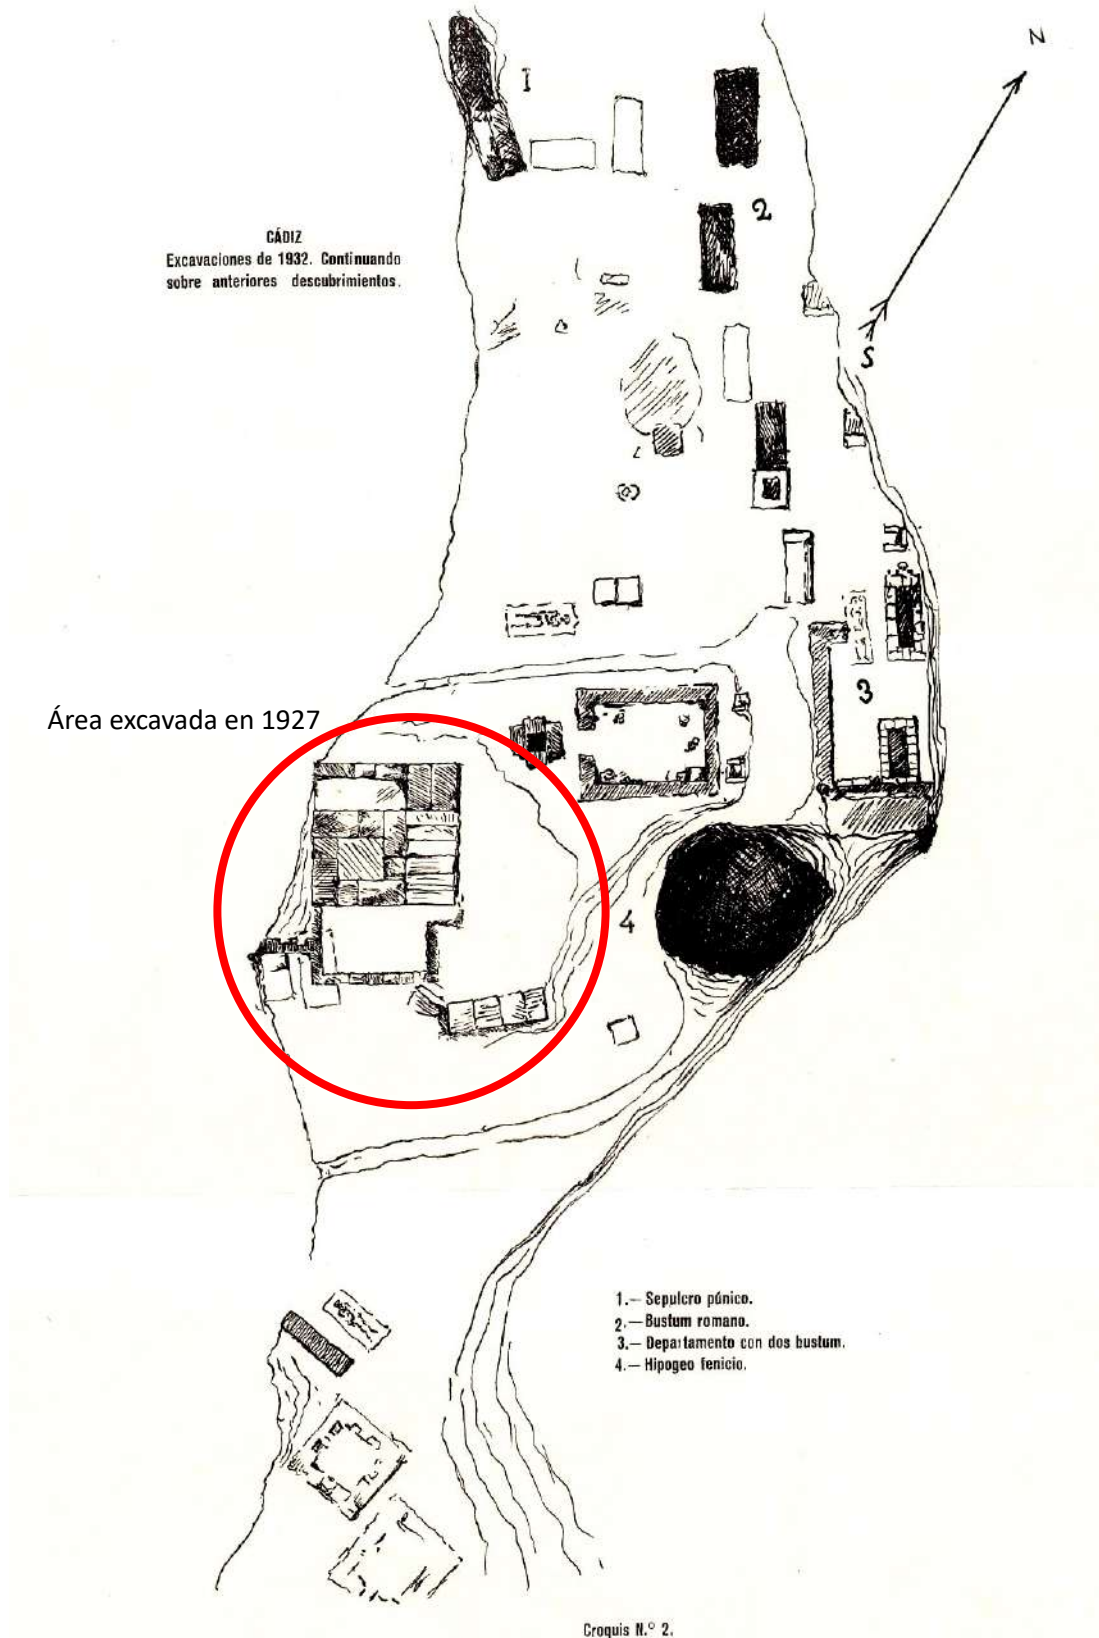 N
1
CÁDIZ
Excavaciones de 1932. Continuando
sobre anteriores descubrimientos.
2
S
3
Área excavada en 1927
4
1.— Sepulcro púnico.
2.— Bustum romano.
3.— Departamento con dos bustum.
4.— Hipogeo fenicio.
Croquis N.º 2.